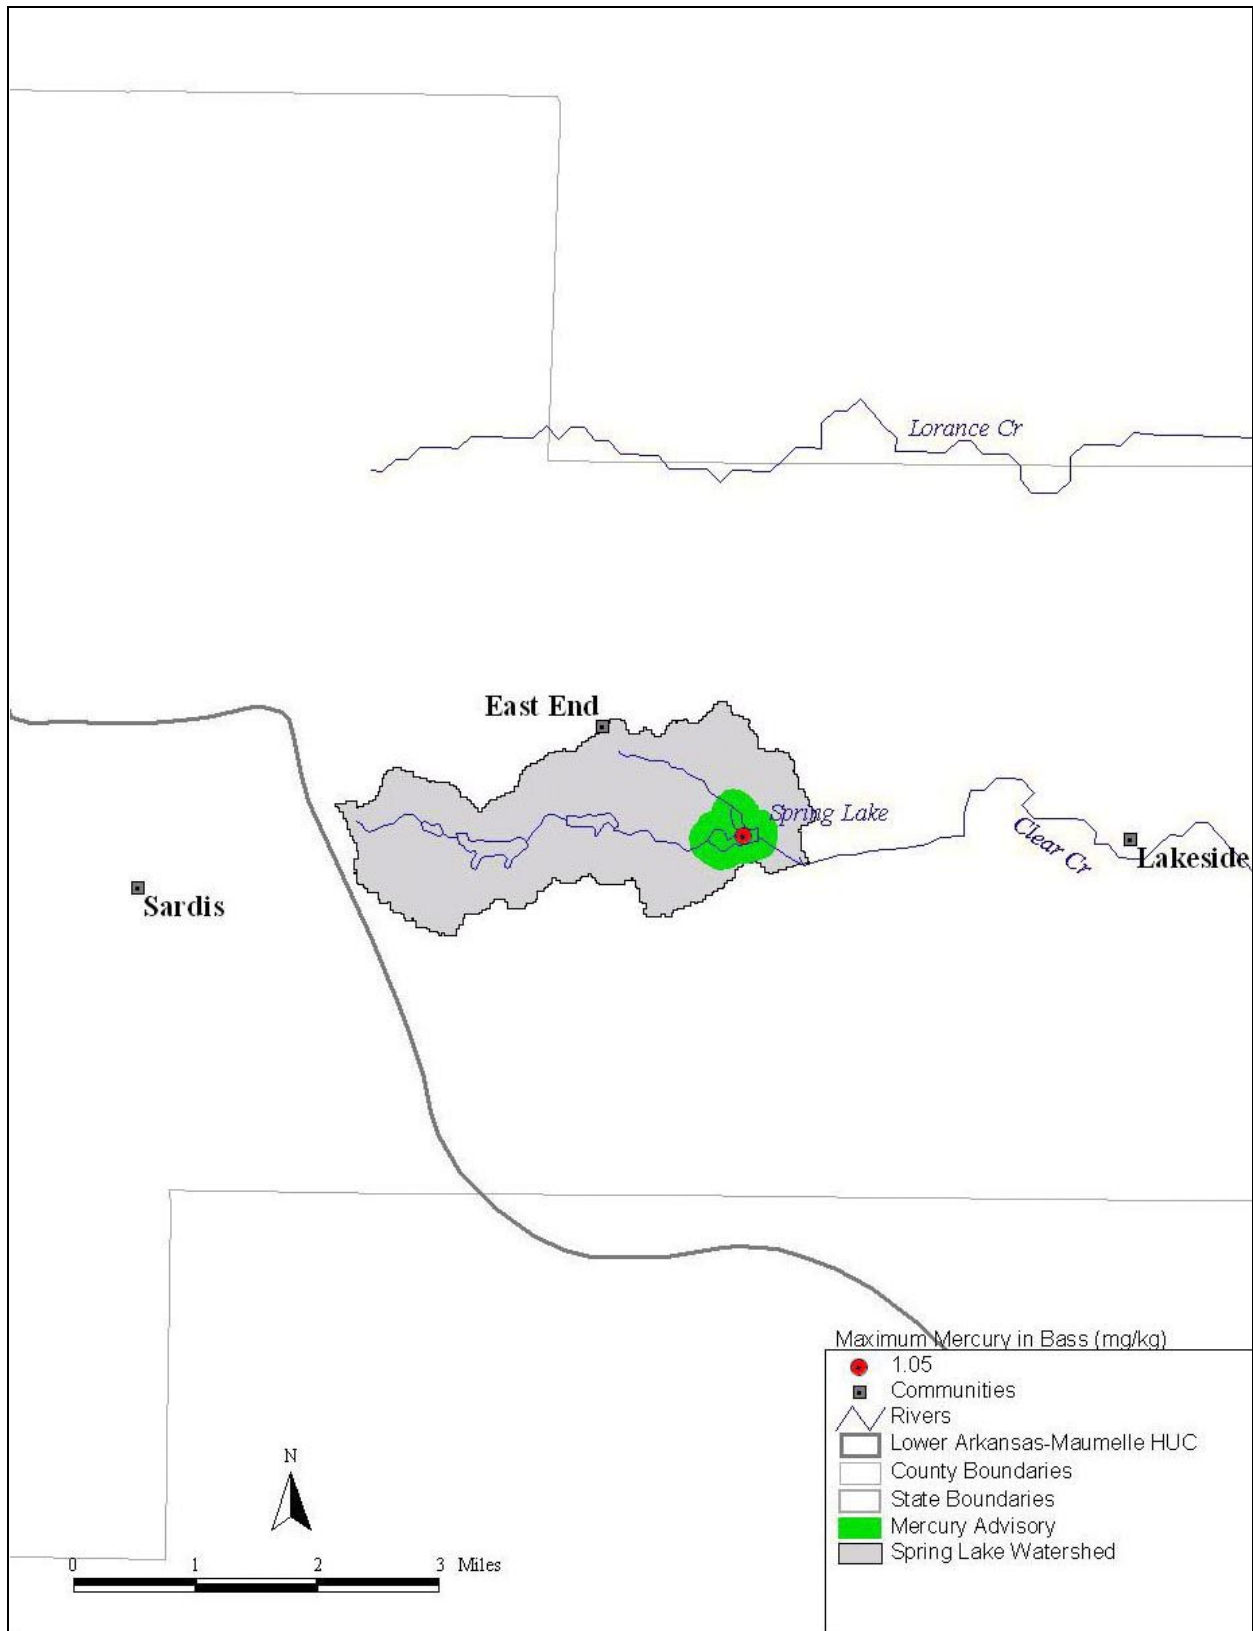 Lorance Cr
East End
Spring Lake
Clear Cr
Lakeside
Sardis
Maximum Mercury in Bass (mg/kg)
1.05
Communities
Rivers
Lower Arkansas-Maumelle HUC
County Boundaries
State Boundaries
Mercury Advisory
Spring Lake Watershed
N
0 1 2 3 Miles